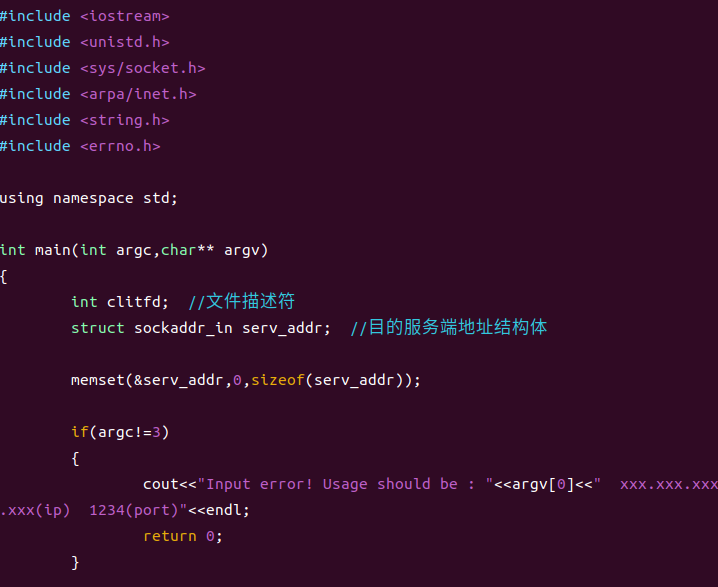 #include <iostream>
#include <unistd.h>
#include <sys/socket.h>
#include <arpa/inet.h>
#include <string.h>
#include <errno.h>
using namespace std;
int main(int argc,char** argv)
{
int clitfd;  //文件描述符
struct sockaddr_in serv_addr;  //目的服务端地址结构体
memset(&serv_addr,0,sizeof(serv_addr));
if(argc!=3)
{
cout<<"Input error! Usage should be : "<<argv[0]<<"  xxx.xxx.xxx
.xxx(ip)  1234(port)"<<endl;
return 0;
}